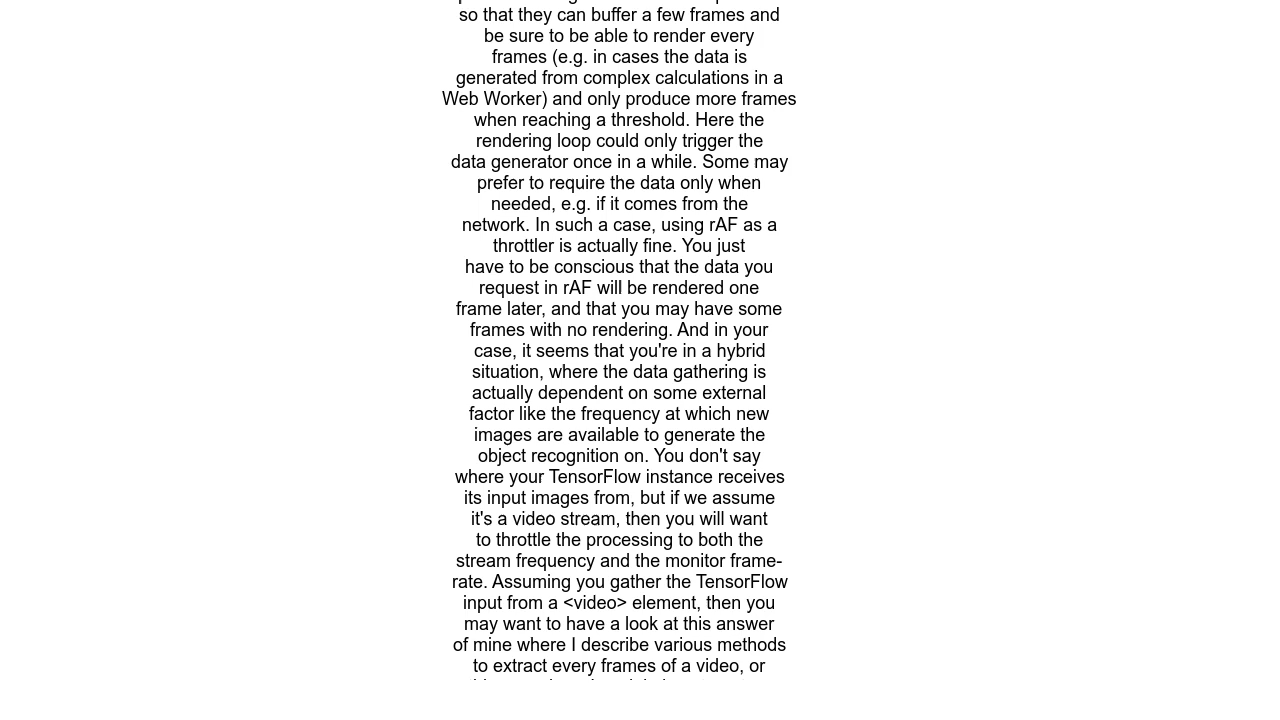 so that they can buffer a few frames and
be sure to be able to render every
frames (e.g. in cases the data is
generated from complex calculations in a
Web Worker) and only produce more frames
when reaching a threshold. Here the
rendering loop could only trigger the
data generator once in a while. Some may
prefer to require the data only when
needed, e.g. if it comes from the
network. In such a case, using rAF as a
throttler is actually fine. You just
have to be conscious that the data you
request in rAF will be rendered one
frame later, and that you may have some
frames with no rendering. And in your
case, it seems that you're in a hybrid
situation, where the data gathering is
actually dependent on some external
factor like the frequency at which new
images are available to generate the
object recognition on. You don't say
where your TensorFlow instance receives
its input images from, but if we assume
it's a video stream, then you will want
to throttle the processing to both the
stream frequency and the monitor frame-
rate. Assuming you gather the TensorFlow
input from a <video> element, then you
may want to have a look at this answer
of mine where I describe various methods
to extract every frames of a video, or